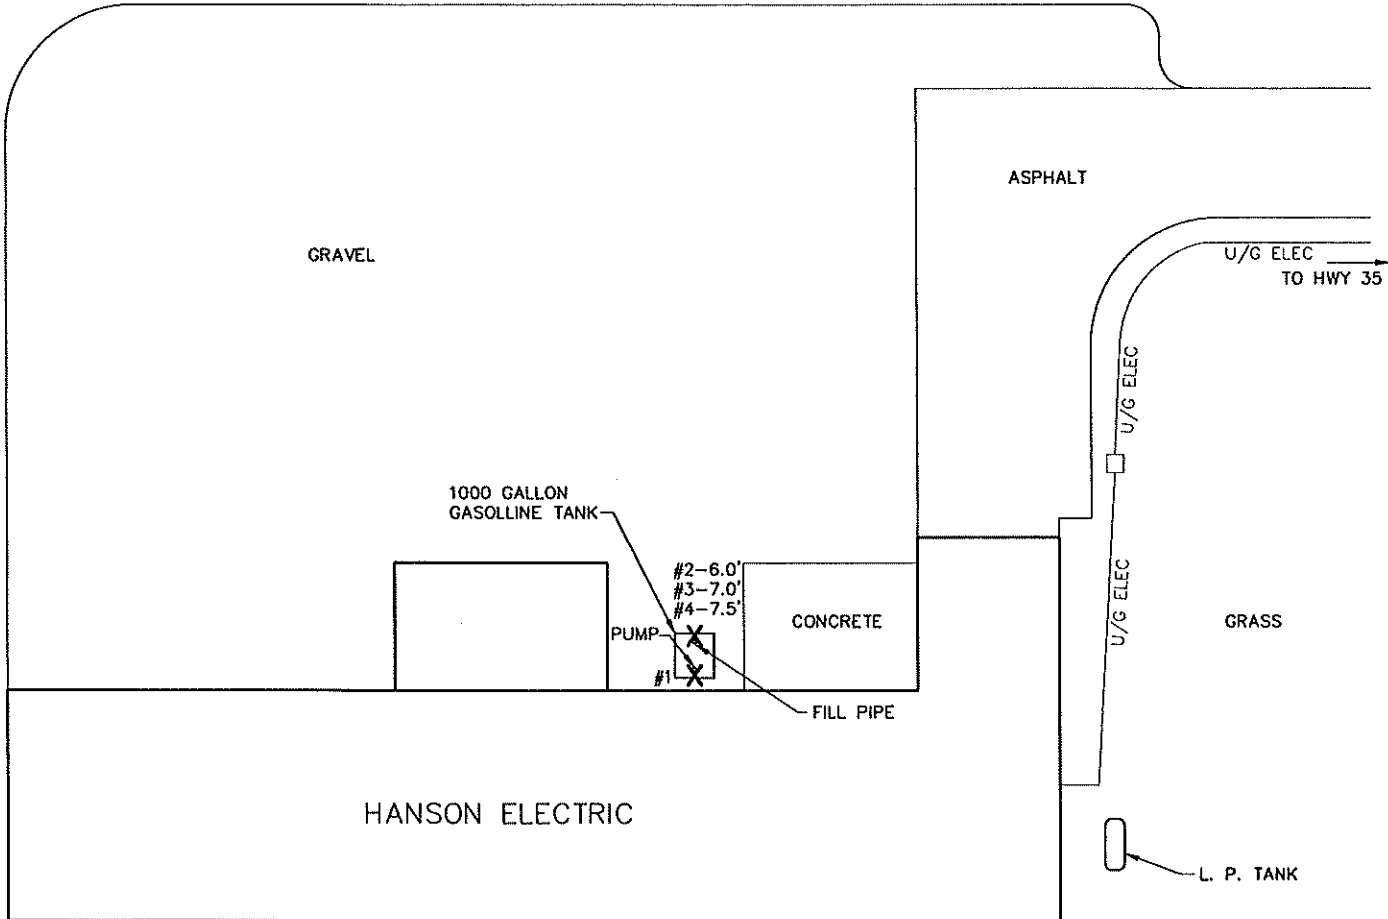 ASPHALT
GRAVEL
U/G ELEC
TO HWY 35
U/G ELEC
1000 GALLON
GASOLLINE TANK
#2-6.0'
#3-7.0'
#4-7.5'
U/G ELEC
CONCRETE
GRASS
PUMP
#1
FILL PIPE
HANSON ELECTRIC
L. P. TANK